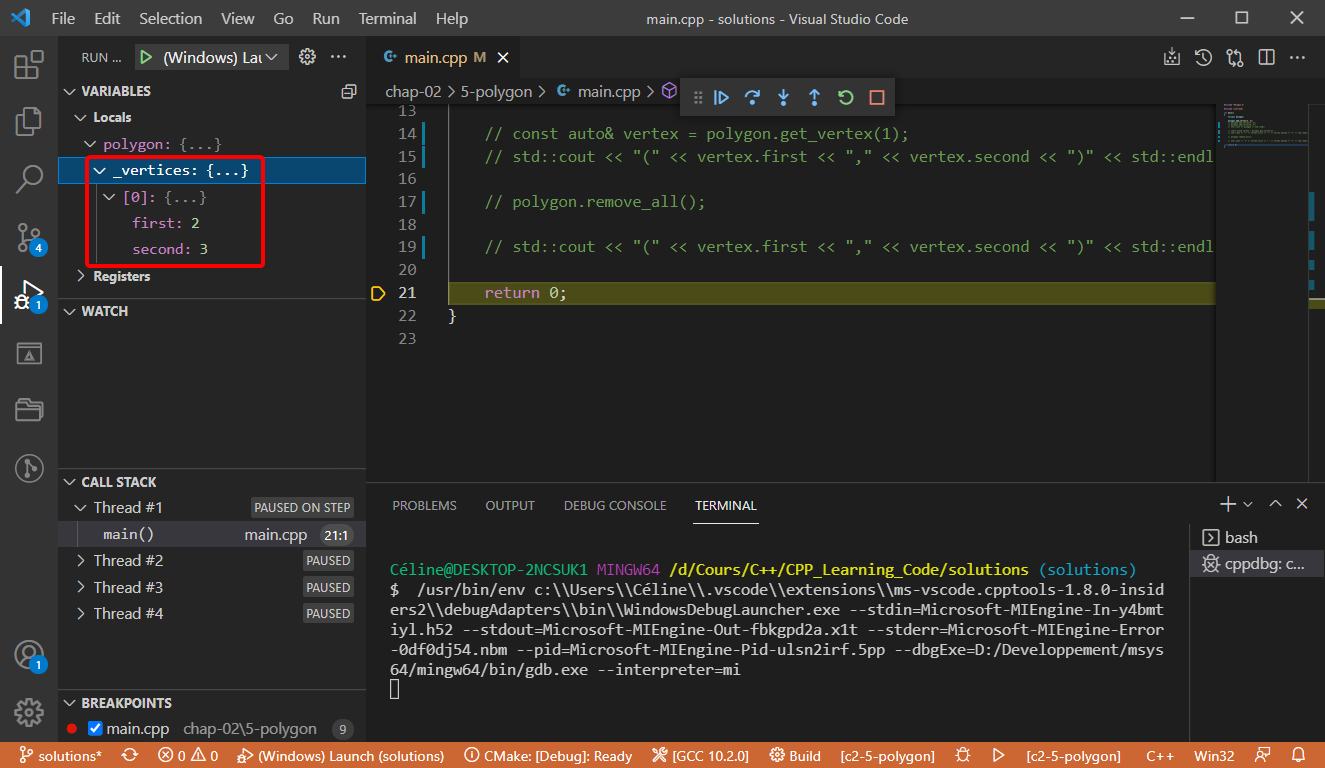 File Edit Selection View Go Run Terminal Help
main.cpp - solutions - Visual Studio Code
RUN ...
(Windows) Lau
main.cpp M
VARIABLES
chap-02 > 5-polygon > main.cpp >
Locals
polygon: {...}
_vertices: {...}
[0]: {...}
first: 2
second: 3
Registers
WATCH
13
14 // const auto& vertex = polygon.get_vertex(1);
15 // std::cout << "(" << vertex.first << "," << vertex.second << ")" << std::endl
16
17 // polygon.remove_all();
18
19 // std::cout << "(" << vertex.first << "," << vertex.second << ")" << std::endl
20
21 return 0;
22 }
23
4
1
1
CALL STACK
Thread #1 PAUSED ON STEP
main() main.cpp 21:1
Thread #2 PAUSED
Thread #3 PAUSED
Thread #4 PAUSED
BREAKPOINTS
main.cpp chap-02\5-polygon 9
PROBLEMS OUTPUT DEBUG CONSOLE TERMINAL
bash
cppdbg: c...
Céline@DESKTOP-2NCSUK1 MINGW64 /d/Cours/C++/CPP_Learning_Code/solutions (solutions)
$ /usr/bin/env c:\\Users\\Céline\\.vscode\\extensions\\ms-vscode.cpptools-1.8.0-insid
ers2\\debugAdapters\\bin\\WindowsDebugLauncher.exe --stdin=Microsoft-MIEngine-In-y4bmt
iyl.h52 --stdout=Microsoft-MIEngine-Out-fbkgpd2a.x1t --stderr=Microsoft-MIEngine-Error
-0df0dj54.nbm --pid=Microsoft-MIEngine-Pid-ulsn2irf.5pp --dbgExe=D:/Developpement/msys
64/mingw64/bin/gdb.exe --interpreter=mi
solutions* 0 0 (Windows) Launch (solutions) CMake: [Debug]: Ready [GCC 10.2.0] Build [c2-5-polygon] [c2-5-polygon] C++ Win32